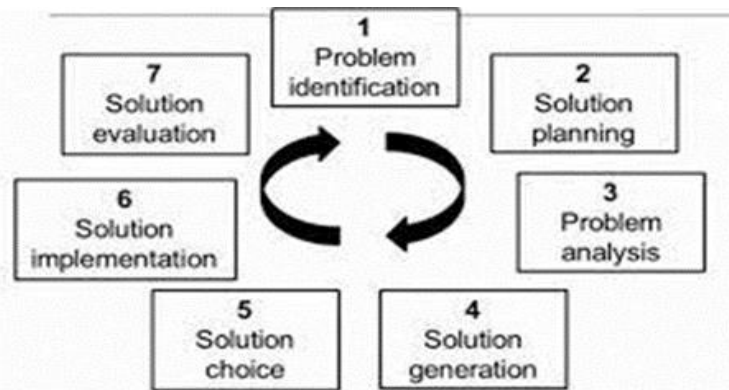 1
Problem
identification
2
Solution
planning
3
Problem
analysis
4
Solution
generation
5
Solution
choice
6
Solution
implementation
7
Solution
evaluation